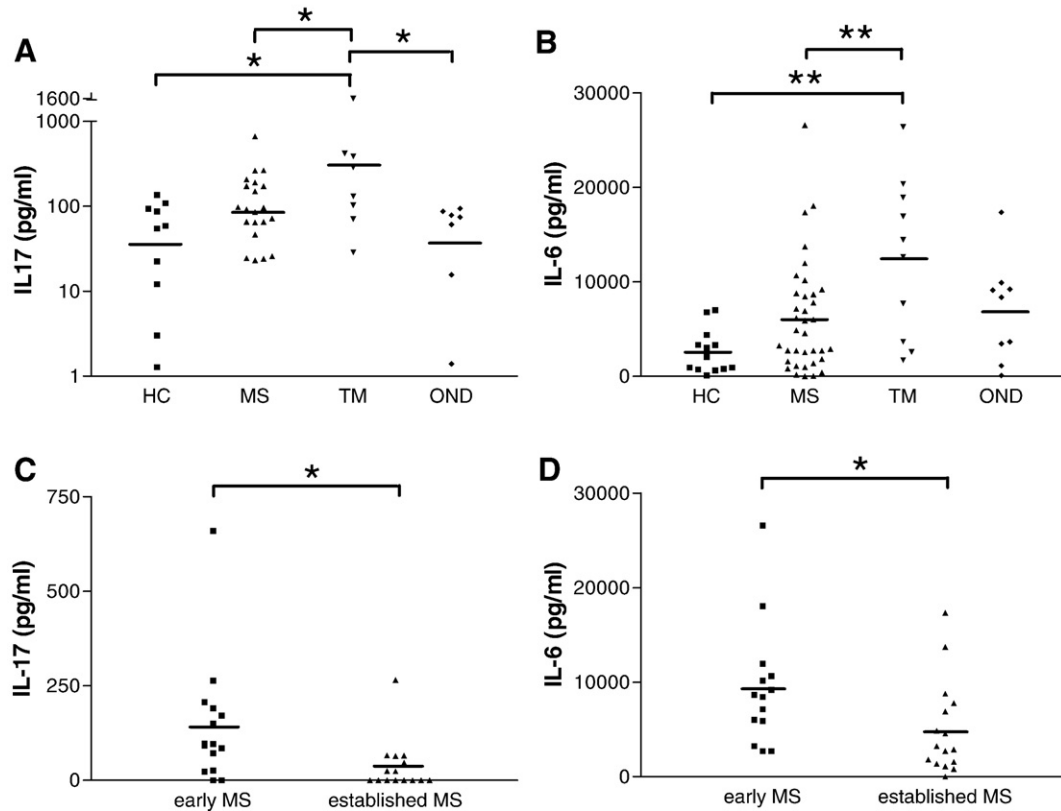 A
*
*
*
IL17 (pg/ml)
1600
1000
100
10
1
HC MS TM OND
B
**
**
IL-6 (pg/ml)
30000
20000
10000
0
HC MS TM OND
C
*
IL-17 (pg/ml)
750
500
250
0
early MS established MS
D
*
IL-6 (pg/ml)
30000
20000
10000
0
early MS established MS